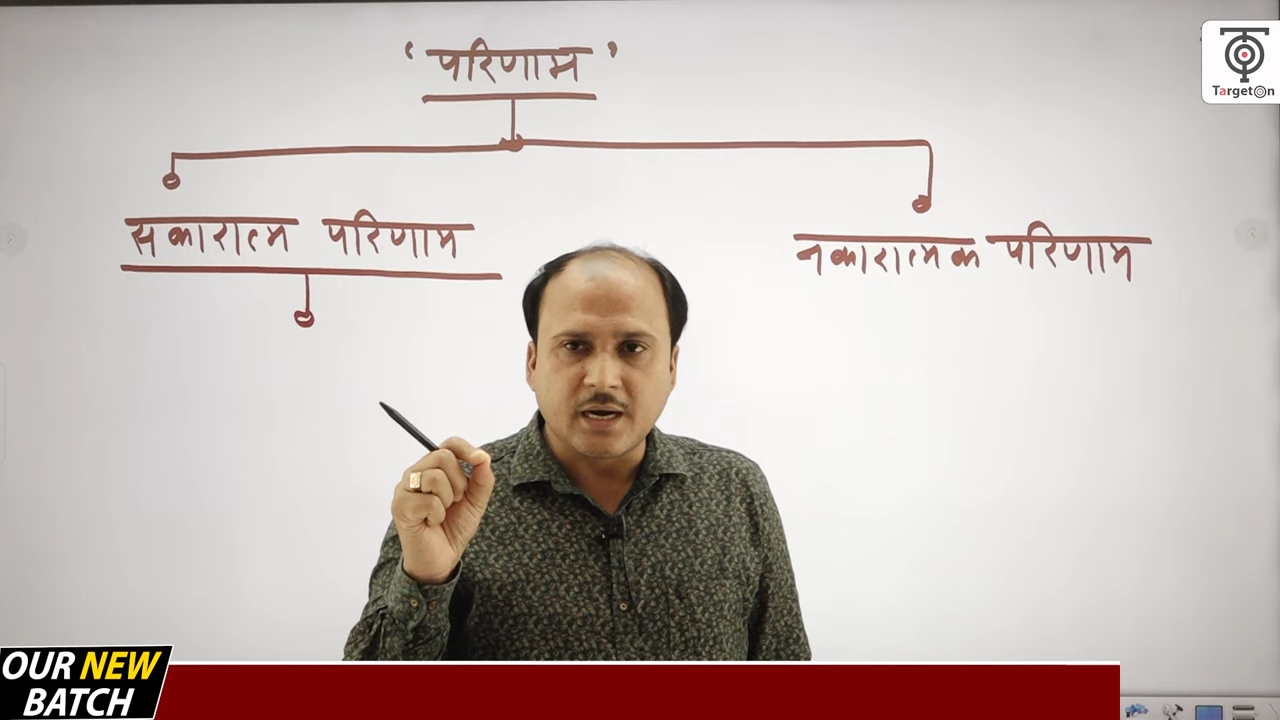 'परिणाम'
सकारात्म परिणाम
नकारात्मक परिणाम
TargetOn
OUR NEW
BATCH